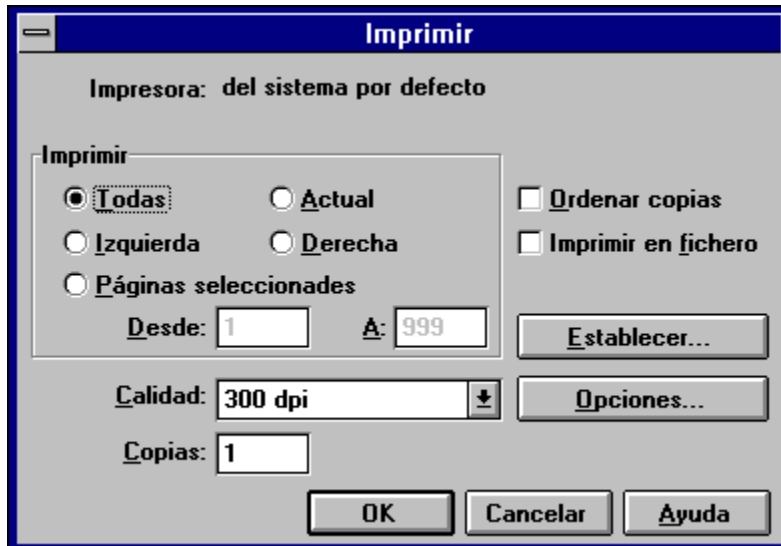 Imprimir
Impresora: del sistema por defecto
Imprimir
Todas Actual
Ordenar copias
Izquierda Derecha
Imprimir en fichero
Páginas seleccionades
Desde: 1 A: 999
Establecer...
Calidad: 300 dpi
Opciones...
Copias: 1
OK Cancelar Ayuda